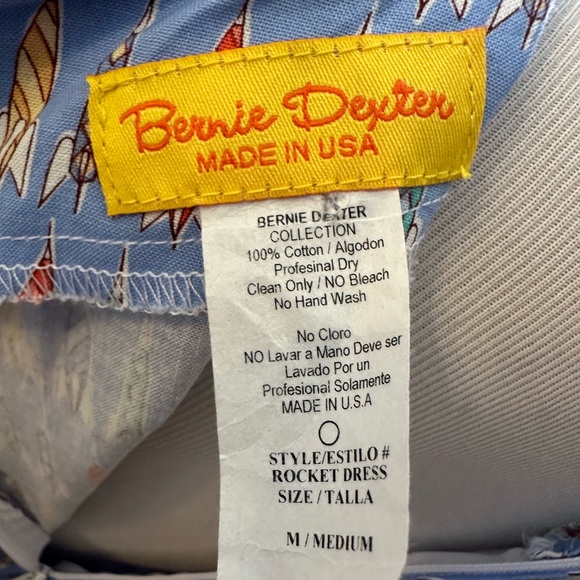 Bernie Dexter
MADE IN USA
BERNIE DEXTER
COLLECTION
100% Cotton / Algodon
Profesinal Dry
Clean Only / NO Bleach
No Hand Wash
No Cloro
NO Lavar a Mano Deve ser
Lavado Por un
Profesional Solamente
MADE IN U.S.A
STYLE/ESTILO #
ROCKET DRESS
SIZE / TALLA
M / MEDIUM